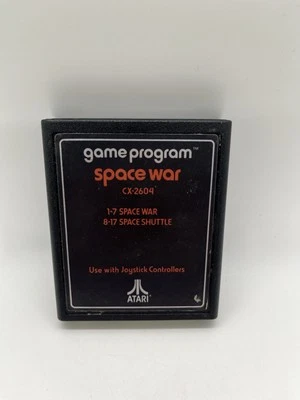 game program™
space war
CX-2604
1-7 SPACE WAR
8-17 SPACE SHUTTLE
Use with Joystick Controllers
ATARI®